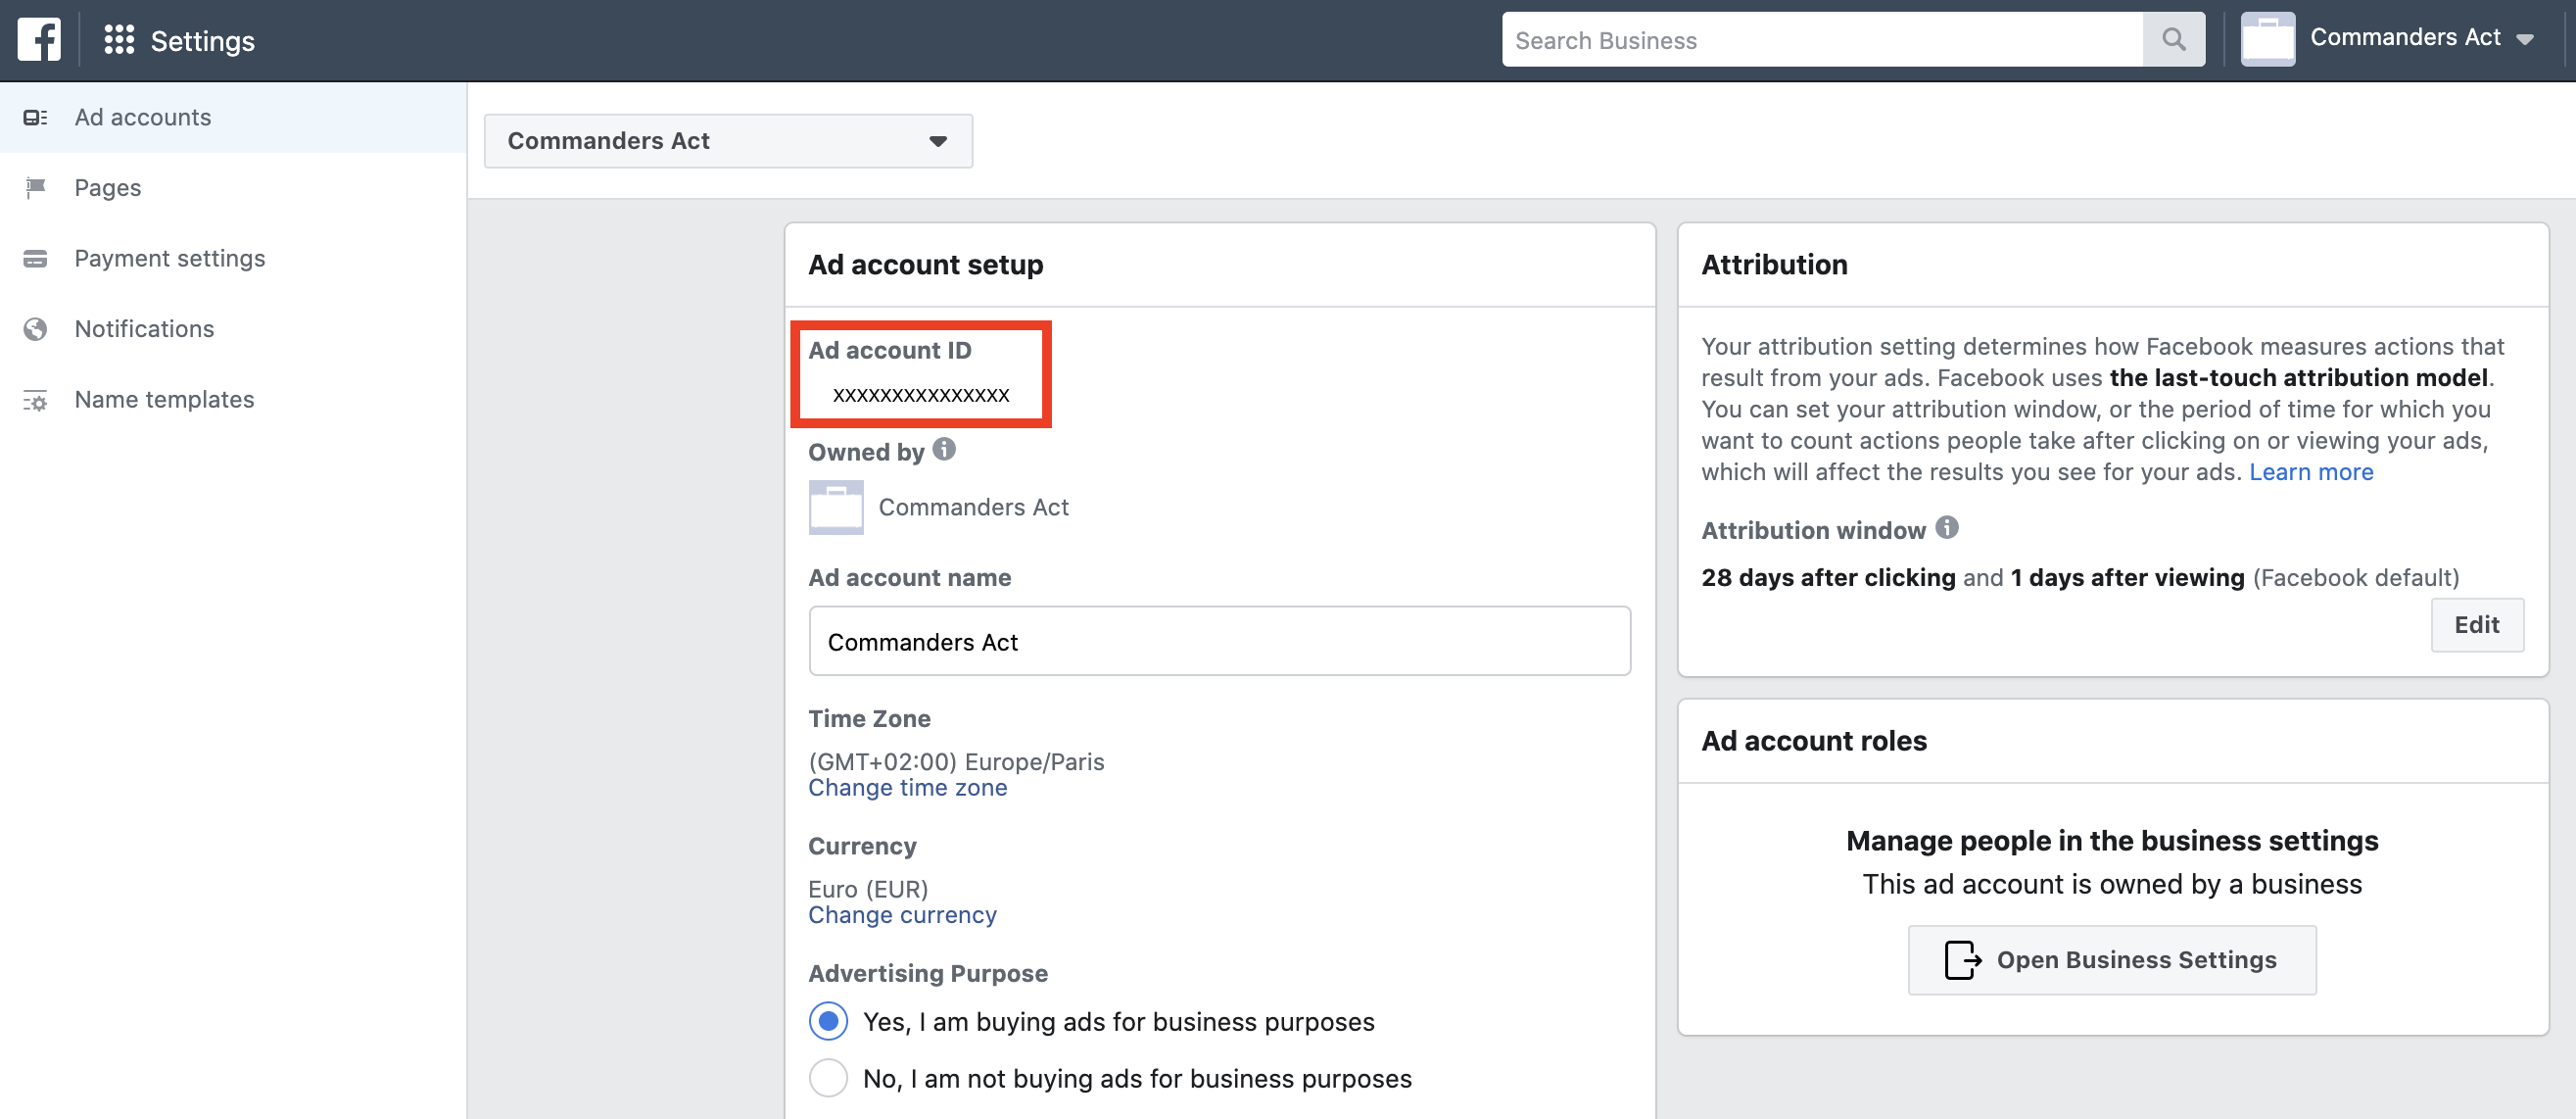 Settings
Search Business
Commanders Act
Ad accounts
Pages
Payment settings
Notifications
Name templates
Commanders Act
Ad account setup
Ad account ID
xxxxxxxxxxxxxxx
Owned by
Commanders Act
Ad account name
Commanders Act
Time Zone
(GMT+02:00) Europe/Paris
Change time zone
Currency
Euro (EUR)
Change currency
Advertising Purpose
Yes, I am buying ads for business purposes
No, I am not buying ads for business purposes
Attribution
Your attribution setting determines how Facebook measures actions that
result from your ads. Facebook uses the last-touch attribution model.
You can set your attribution window, or the period of time for which you
want to count actions people take after clicking on or viewing your ads,
which will affect the results you see for your ads. Learn more
Attribution window
28 days after clicking and 1 days after viewing (Facebook default)
Edit
Ad account roles
Manage people in the business settings
This ad account is owned by a business
Open Business Settings